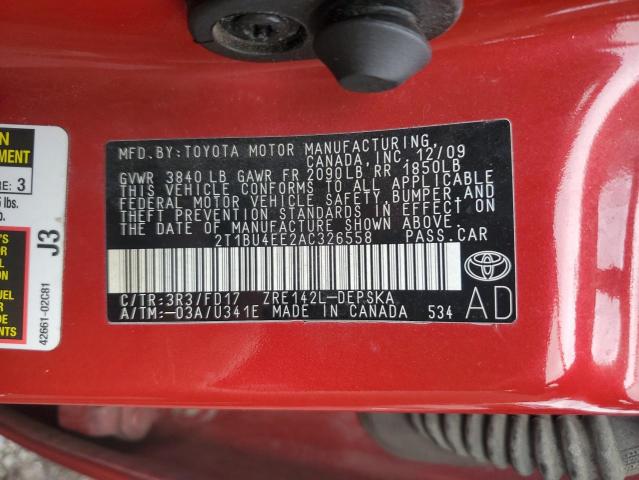 MFD. BY: TOYOTA MOTOR MANUFACTURING,
CANADA, INC. 12/09
GVWR 3840 LB GAWR FR 2090LB, RR 1850LB
THIS VEHICLE CONFORMS TO ALL APPLICABLE
FEDERAL MOTOR VEHICLE SAFETY, BUMPER, AND
THEFT PREVENTION STANDARDS IN EFFECT ON
THE DATE OF MANUFACTURE SHOWN ABOVE.
2T1BU4EE2AC326558 PASS. CAR
C/TR: 3R3/FD17 ZRE142L-DEPSKA
A/TM: -03A/U341E MADE IN CANADA 534
AD
RE: 3
lbs.
J3
42661-02C81